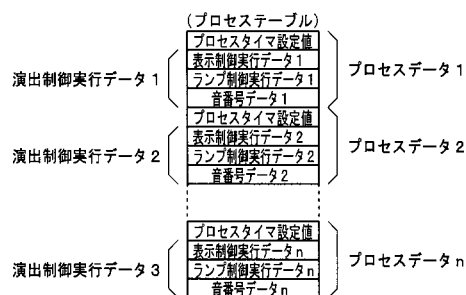 (プロセステーブル)
プロセスタイマ設定値
表示制御実行データ1
ランプ制御実行データ1
音番号データ1
演出制御実行データ1
プロセスデータ1
プロセスタイマ設定値
表示制御実行データ2
ランプ制御実行データ2
音番号データ2
演出制御実行データ2
プロセスデータ2
プロセスタイマ設定値
表示制御実行データn
ランプ制御実行データn
音番号データn
演出制御実行データ3
プロセスデータn